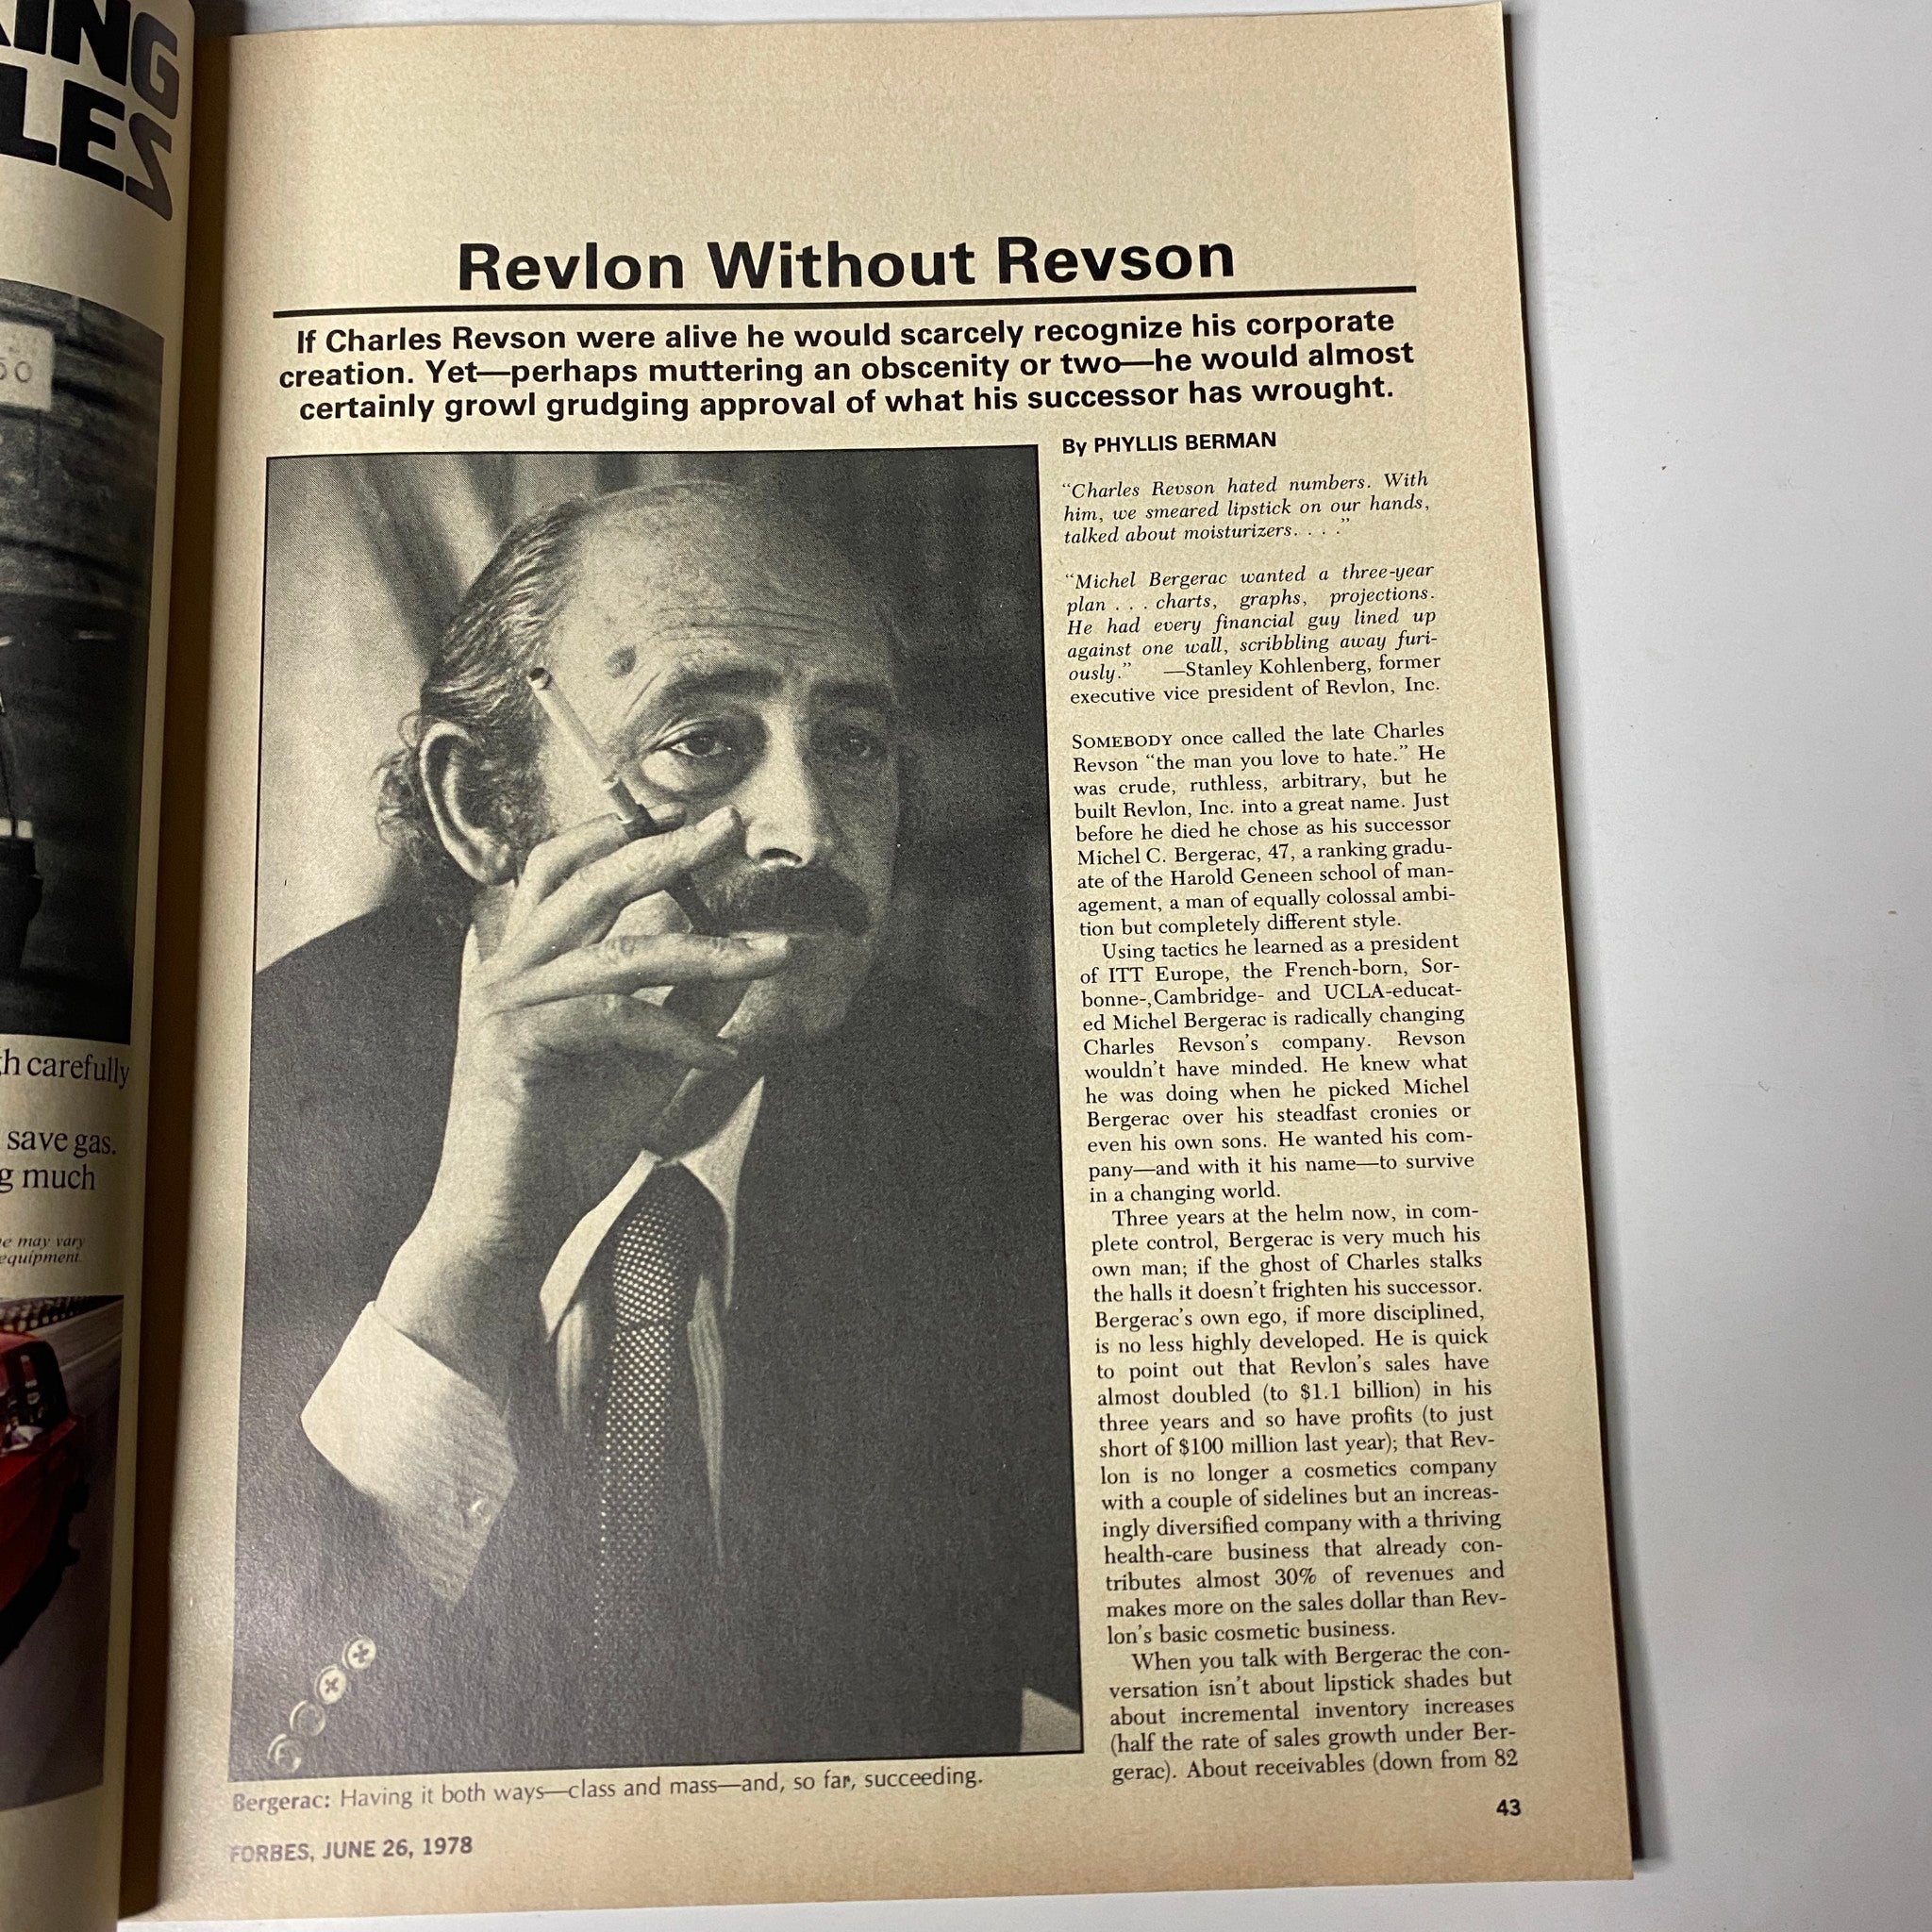 LES
50
h carefully
save gas.
g much
e may vary
equipment.
Revlon Without Revson
If Charles Revson were alive he would scarcely recognize his corporate
creation. Yet—perhaps muttering an obscenity or two—he would almost
certainly growl grudging approval of what his successor has wrought.
By PHYLLIS BERMAN
“Charles Revson hated numbers. With
him, we smeared lipstick on our hands,
talked about moisturizers. . . .”
“Michel Bergerac wanted a three-year
plan . . . charts, graphs, projections.
He had every financial guy lined up
against one wall, scribbling away furi-
ously.” —Stanley Kohlenberg, former
executive vice president of Revlon, Inc.
SOMEBODY once called the late Charles
Revson “the man you love to hate.” He
was crude, ruthless, arbitrary, but he
built Revlon, Inc. into a great name. Just
before he died he chose as his successor
Michel C. Bergerac, 47, a ranking gradu-
ate of the Harold Geneen school of man-
agement, a man of equally colossal ambi-
tion but completely different style.
Using tactics he learned as a president
of ITT Europe, the French-born, Sor-
bonne-,Cambridge- and UCLA-educat-
ed Michel Bergerac is radically changing
Charles Revson's company. Revson
wouldn't have minded. He knew what
he was doing when he picked Michel
Bergerac over his steadfast cronies or
even his own sons. He wanted his com-
pany—and with it his name—to survive
in a changing world.
Three years at the helm now, in com-
plete control, Bergerac is very much his
own man; if the ghost of Charles stalks
the halls it doesn't frighten his successor.
Bergerac's own ego, if more disciplined,
is no less highly developed. He is quick
to point out that Revlon's sales have
almost doubled (to $1.1 billion) in his
three years and so have profits (to just
short of $100 million last year); that Rev-
lon is no longer a cosmetics company
with a couple of sidelines but an increas-
ingly diversified company with a thriving
health-care business that already con-
tributes almost 30% of revenues and
makes more on the sales dollar than Rev-
lon's basic cosmetic business.
When you talk with Bergerac the con-
versation isn't about lipstick shades but
about incremental inventory increases
(half the rate of sales growth under Ber-
gerac). About receivables (down from 82
Bergerac: Having it both ways—class and mass—and, so far, succeeding.
43
FORBES, JUNE 26, 1978